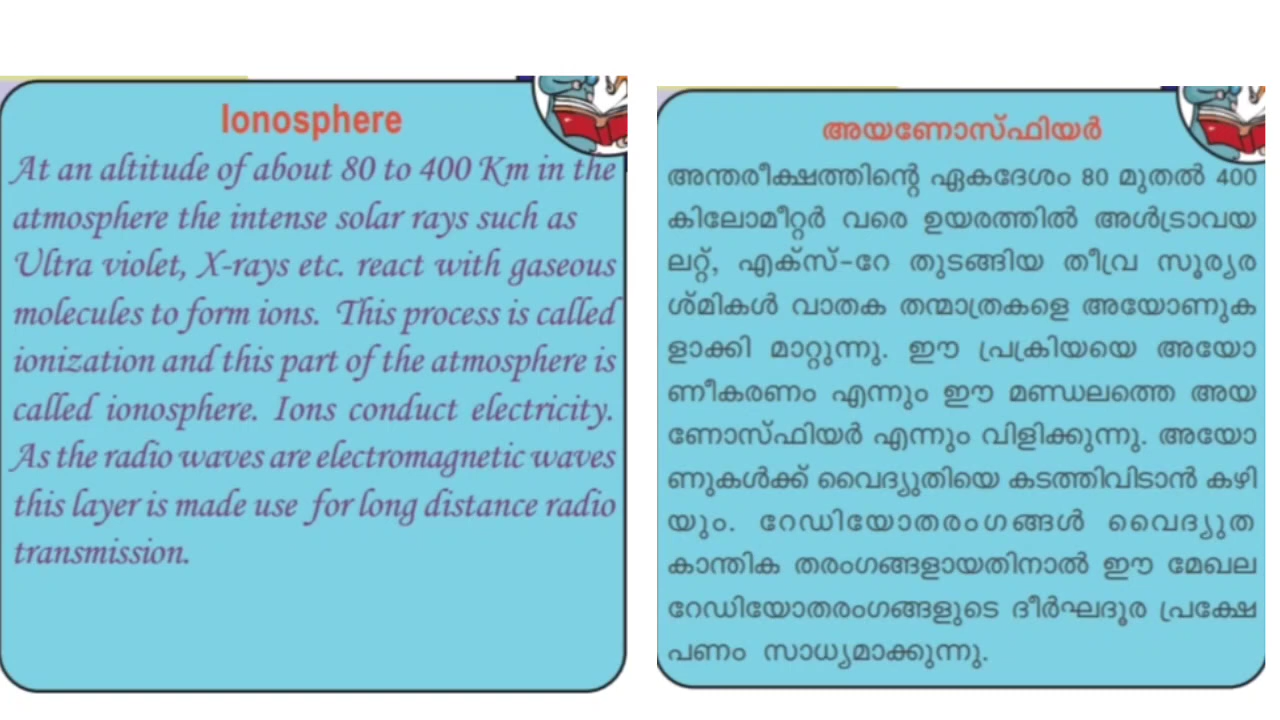 Ionosphere
At an altitude of about 80 to 400 Km in the
atmosphere the intense solar rays such as
Ultra violet, X-rays etc. react with gaseous
molecules to form ions. This process is called
ionization and this part of the atmosphere is
called ionosphere. Ions conduct electricity.
As the radio waves are electromagnetic waves
this layer is made use for long distance radio
transmission.
അയണോസ്ഫിയർ
അന്തരീക്ഷത്തിന്റെ ഏകദേശം 80 മുതൽ 400
കിലോമീറ്റർ വരെ ഉയരത്തിൽ അൾട്രാവയ
ലറ്റ്, എക്സ്-റേ തുടങ്ങിയ തീവ്ര സൂര്യര
ശ്മികൾ വാതക തന്മാത്രകളെ അയോണുക
ളാക്കി മാറ്റുന്നു. ഈ പ്രക്രിയയെ അയോ
ണീകരണം എന്നും ഈ മണ്ഡലത്തെ അയ
ണോസ്ഫിയർ എന്നും വിളിക്കുന്നു. അയോ
ണുകൾക്ക് വൈദ്യുതിയെ കടത്തിവിടാൻ കഴി
യും. റേഡിയോതരംഗങ്ങൾ വൈദ്യുത
കാന്തിക തരംഗങ്ങളായതിനാൽ ഈ മേഖല
റേഡിയോതരംഗങ്ങളുടെ ദീർഘദൂര പ്രക്ഷേ
പണം സാധ്യമാക്കുന്നു.